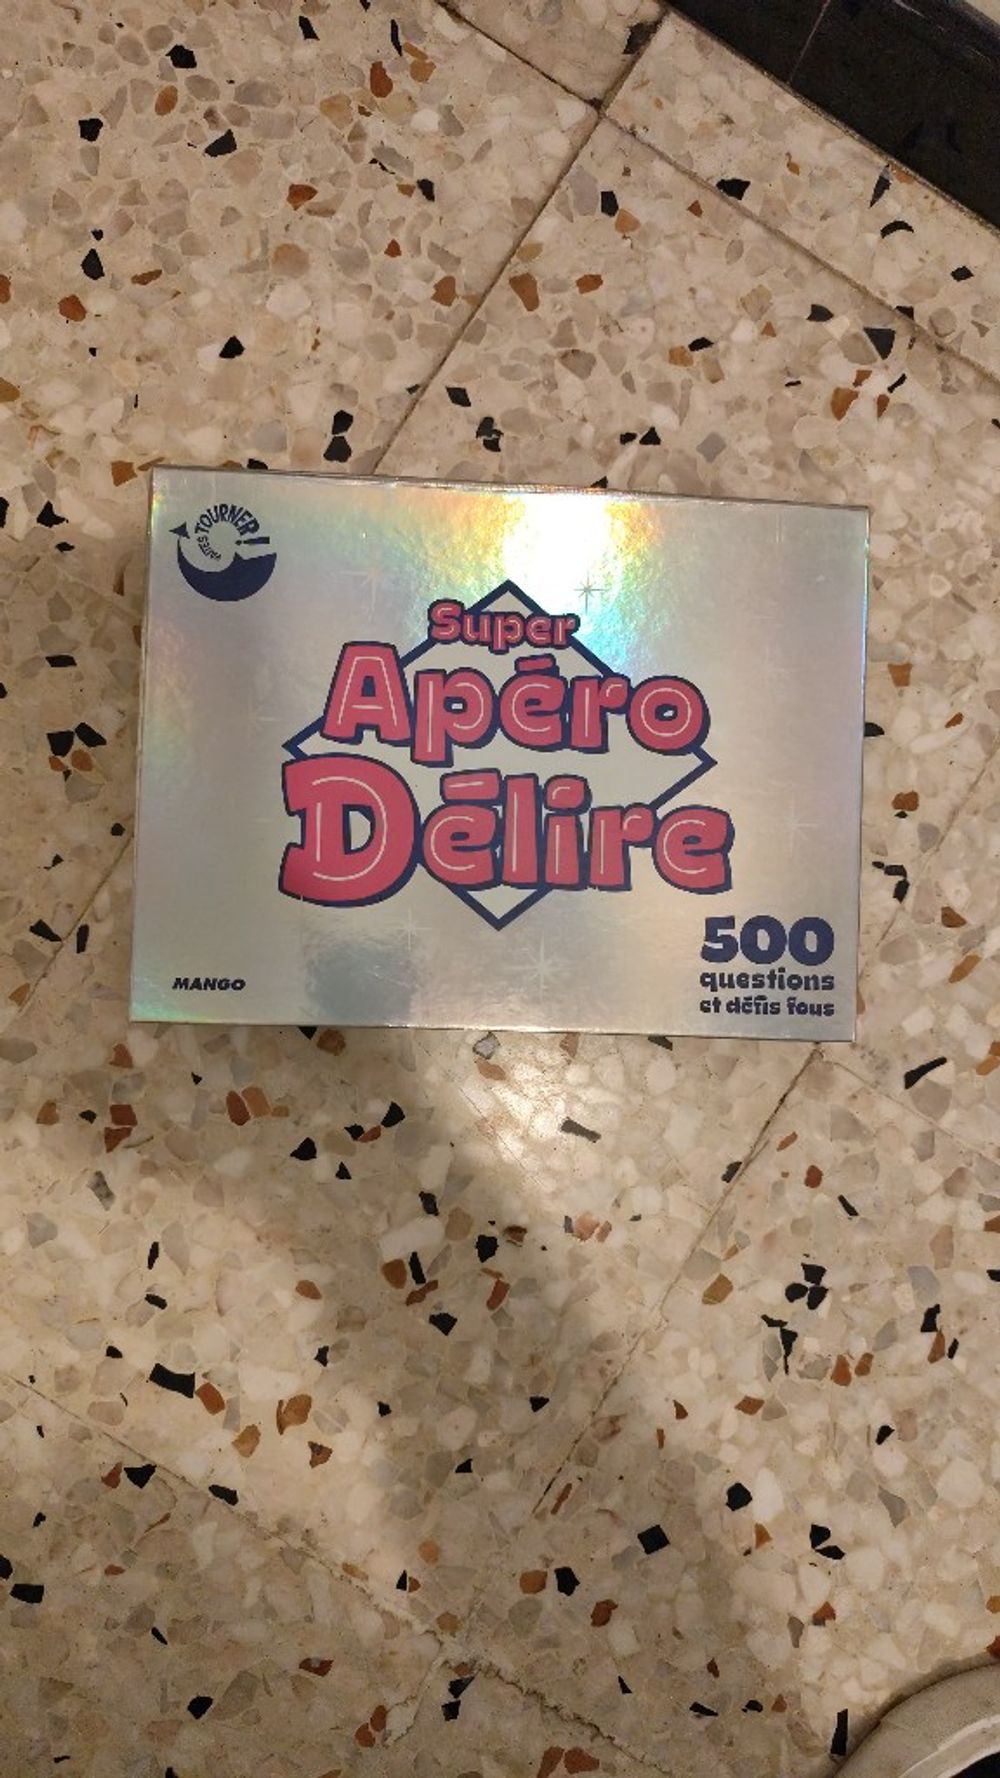 FAITES
TOURNER!
Super
Apéro
Délire
500
questions
et défis fous
MANGO